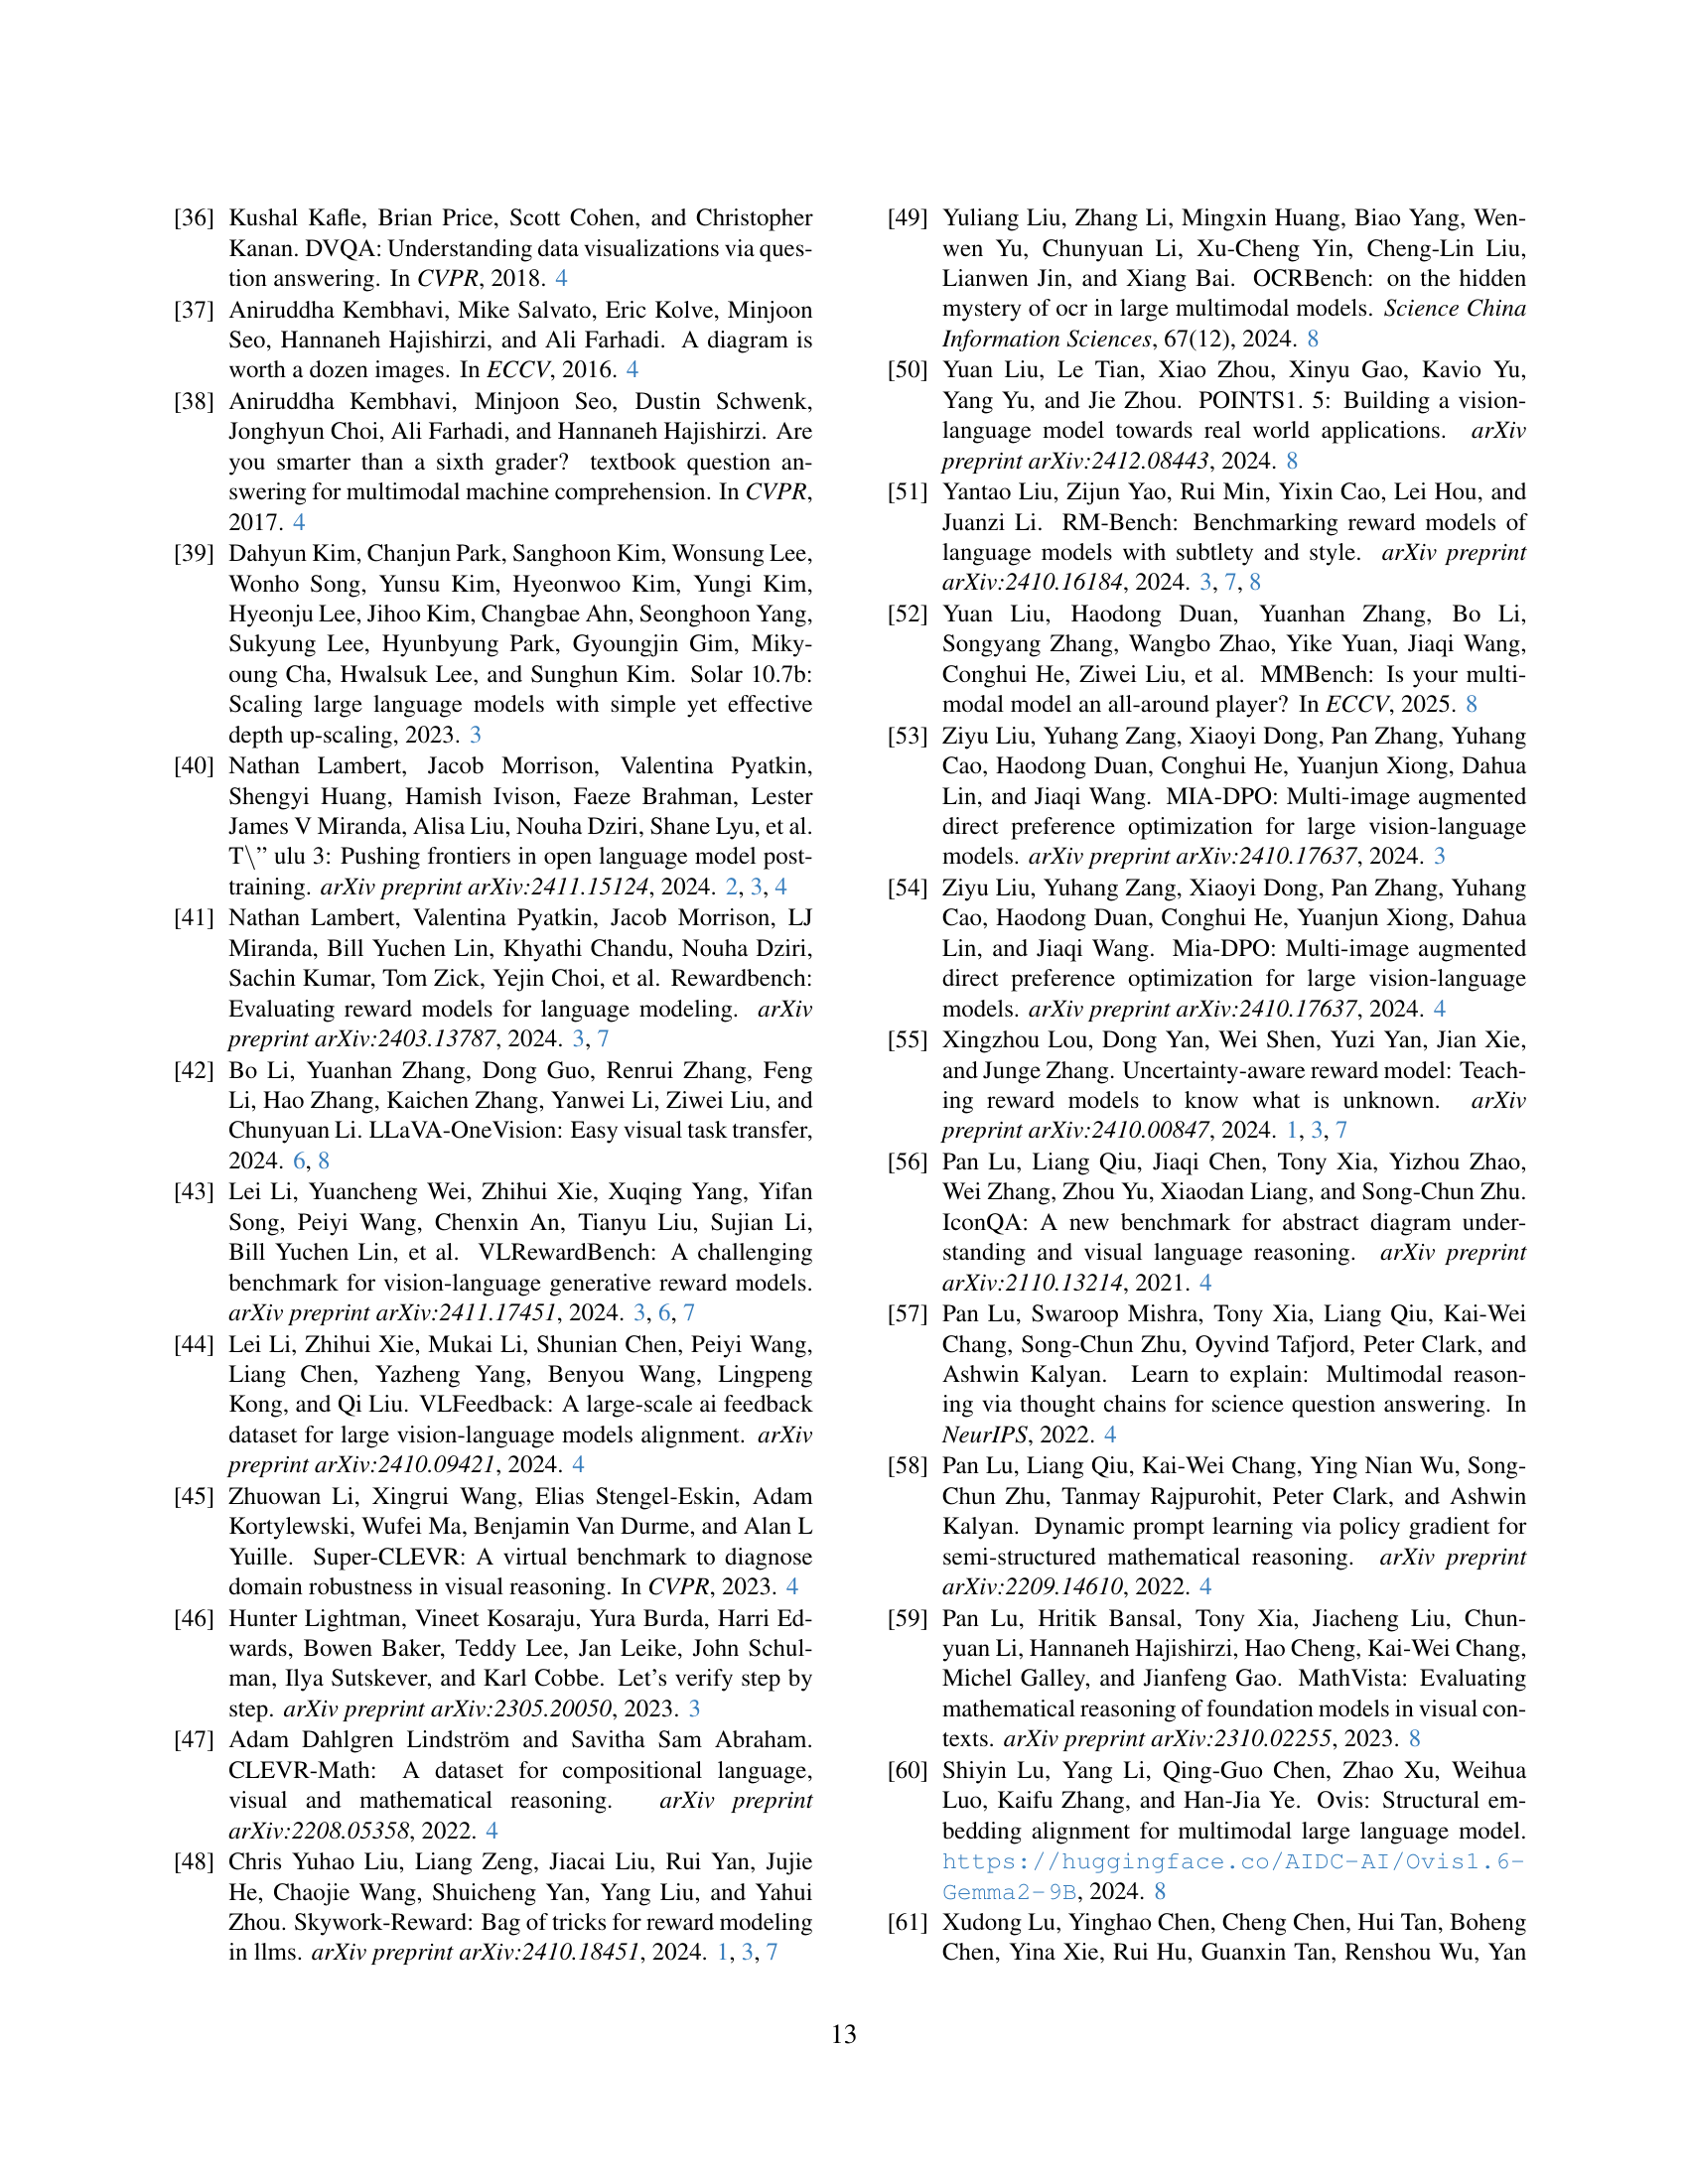 [36] Kushal Kafle, Brian Price, Scott Cohen, and Christopher
Kanan. DVQA: Understanding data visualizations via ques-
tion answering. In CVPR, 2018. 4
[37] Aniruddha Kembhavi, Mike Salvato, Eric Kolve, Minjoon
Seo, Hannaneh Hajishirzi, and Ali Farhadi. A diagram is
worth a dozen images. In ECCV, 2016. 4
[38] Aniruddha Kembhavi, Minjoon Seo, Dustin Schwenk,
Jonghyun Choi, Ali Farhadi, and Hannaneh Hajishirzi. Are
you smarter than a sixth grader? textbook question an-
swering for multimodal machine comprehension. In CVPR,
2017. 4
[39] Dahyun Kim, Chanjun Park, Sanghoon Kim, Wonsung Lee,
Wonho Song, Yunsu Kim, Hyeonwoo Kim, Yungi Kim,
Hyeonju Lee, Jihoo Kim, Changbae Ahn, Seonghoon Yang,
Sukyung Lee, Hyunbyung Park, Gyoungjin Gim, Miky-
oung Cha, Hwalsuk Lee, and Sunghun Kim. Solar 10.7b:
Scaling large language models with simple yet effective
depth up-scaling, 2023. 3
[40] Nathan Lambert, Jacob Morrison, Valentina Pyatkin,
Shengyi Huang, Hamish Ivison, Faeze Brahman, Lester
James V Miranda, Alisa Liu, Nouha Dziri, Shane Lyu, et al.
T\” ulu 3: Pushing frontiers in open language model post-
training. arXiv preprint arXiv:2411.15124, 2024. 2, 3, 4
[41] Nathan Lambert, Valentina Pyatkin, Jacob Morrison, LJ
Miranda, Bill Yuchen Lin, Khyathi Chandu, Nouha Dziri,
Sachin Kumar, Tom Zick, Yejin Choi, et al. Rewardbench:
Evaluating reward models for language modeling. arXiv
preprint arXiv:2403.13787, 2024. 3, 7
[42] Bo Li, Yuanhan Zhang, Dong Guo, Renrui Zhang, Feng
Li, Hao Zhang, Kaichen Zhang, Yanwei Li, Ziwei Liu, and
Chunyuan Li. LLaVA-OneVision: Easy visual task transfer,
2024. 6, 8
[43] Lei Li, Yuancheng Wei, Zhihui Xie, Xuqing Yang, Yifan
Song, Peiyi Wang, Chenxin An, Tianyu Liu, Sujian Li,
Bill Yuchen Lin, et al. VLRewardBench: A challenging
benchmark for vision-language generative reward models.
arXiv preprint arXiv:2411.17451, 2024. 3, 6, 7
[44] Lei Li, Zhihui Xie, Mukai Li, Shunian Chen, Peiyi Wang,
Liang Chen, Yazheng Yang, Benyou Wang, Lingpeng
Kong, and Qi Liu. VLFeedback: A large-scale ai feedback
dataset for large vision-language models alignment. arXiv
preprint arXiv:2410.09421, 2024. 4
[45] Zhuowan Li, Xingrui Wang, Elias Stengel-Eskin, Adam
Kortylewski, Wufei Ma, Benjamin Van Durme, and Alan L
Yuille. Super-CLEVR: A virtual benchmark to diagnose
domain robustness in visual reasoning. In CVPR, 2023. 4
[46] Hunter Lightman, Vineet Kosaraju, Yura Burda, Harri Ed-
wards, Bowen Baker, Teddy Lee, Jan Leike, John Schul-
man, Ilya Sutskever, and Karl Cobbe. Let’s verify step by
step. arXiv preprint arXiv:2305.20050, 2023. 3
[47] Adam Dahlgren Lindström and Savitha Sam Abraham.
CLEVR-Math: A dataset for compositional language,
visual and mathematical reasoning. arXiv preprint
arXiv:2208.05358, 2022. 4
[48] Chris Yuhao Liu, Liang Zeng, Jiacai Liu, Rui Yan, Jujie
He, Chaojie Wang, Shuicheng Yan, Yang Liu, and Yahui
Zhou. Skywork-Reward: Bag of tricks for reward modeling
in llms. arXiv preprint arXiv:2410.18451, 2024. 1, 3, 7
[49] Yuliang Liu, Zhang Li, Mingxin Huang, Biao Yang, Wen-
wen Yu, Chunyuan Li, Xu-Cheng Yin, Cheng-Lin Liu,
Lianwen Jin, and Xiang Bai. OCRBench: on the hidden
mystery of ocr in large multimodal models. Science China
Information Sciences, 67(12), 2024. 8
[50] Yuan Liu, Le Tian, Xiao Zhou, Xinyu Gao, Kavio Yu,
Yang Yu, and Jie Zhou. POINTS1. 5: Building a vision-
language model towards real world applications. arXiv
preprint arXiv:2412.08443, 2024. 8
[51] Yantao Liu, Zijun Yao, Rui Min, Yixin Cao, Lei Hou, and
Juanzi Li. RM-Bench: Benchmarking reward models of
language models with subtlety and style. arXiv preprint
arXiv:2410.16184, 2024. 3, 7, 8
[52] Yuan Liu, Haodong Duan, Yuanhan Zhang, Bo Li,
Songyang Zhang, Wangbo Zhao, Yike Yuan, Jiaqi Wang,
Conghui He, Ziwei Liu, et al. MMBench: Is your multi-
modal model an all-around player? In ECCV, 2025. 8
[53] Ziyu Liu, Yuhang Zang, Xiaoyi Dong, Pan Zhang, Yuhang
Cao, Haodong Duan, Conghui He, Yuanjun Xiong, Dahua
Lin, and Jiaqi Wang. MIA-DPO: Multi-image augmented
direct preference optimization for large vision-language
models. arXiv preprint arXiv:2410.17637, 2024. 3
[54] Ziyu Liu, Yuhang Zang, Xiaoyi Dong, Pan Zhang, Yuhang
Cao, Haodong Duan, Conghui He, Yuanjun Xiong, Dahua
Lin, and Jiaqi Wang. Mia-DPO: Multi-image augmented
direct preference optimization for large vision-language
models. arXiv preprint arXiv:2410.17637, 2024. 4
[55] Xingzhou Lou, Dong Yan, Wei Shen, Yuzi Yan, Jian Xie,
and Junge Zhang. Uncertainty-aware reward model: Teach-
ing reward models to know what is unknown. arXiv
preprint arXiv:2410.00847, 2024. 1, 3, 7
[56] Pan Lu, Liang Qiu, Jiaqi Chen, Tony Xia, Yizhou Zhao,
Wei Zhang, Zhou Yu, Xiaodan Liang, and Song-Chun Zhu.
IconQA: A new benchmark for abstract diagram under-
standing and visual language reasoning. arXiv preprint
arXiv:2110.13214, 2021. 4
[57] Pan Lu, Swaroop Mishra, Tony Xia, Liang Qiu, Kai-Wei
Chang, Song-Chun Zhu, Oyvind Tafjord, Peter Clark, and
Ashwin Kalyan. Learn to explain: Multimodal reason-
ing via thought chains for science question answering. In
NeurIPS, 2022. 4
[58] Pan Lu, Liang Qiu, Kai-Wei Chang, Ying Nian Wu, Song-
Chun Zhu, Tanmay Rajpurohit, Peter Clark, and Ashwin
Kalyan. Dynamic prompt learning via policy gradient for
semi-structured mathematical reasoning. arXiv preprint
arXiv:2209.14610, 2022. 4
[59] Pan Lu, Hritik Bansal, Tony Xia, Jiacheng Liu, Chun-
yuan Li, Hannaneh Hajishirzi, Hao Cheng, Kai-Wei Chang,
Michel Galley, and Jianfeng Gao. MathVista: Evaluating
mathematical reasoning of foundation models in visual con-
texts. arXiv preprint arXiv:2310.02255, 2023. 8
[60] Shiyin Lu, Yang Li, Qing-Guo Chen, Zhao Xu, Weihua
Luo, Kaifu Zhang, and Han-Jia Ye. Ovis: Structural em-
bedding alignment for multimodal large language model.
https://huggingface.co/AIDC-AI/Ovis1.6-
Gemma2-9B, 2024. 8
[61] Xudong Lu, Yinghao Chen, Cheng Chen, Hui Tan, Boheng
Chen, Yina Xie, Rui Hu, Guanxin Tan, Renshou Wu, Yan
13